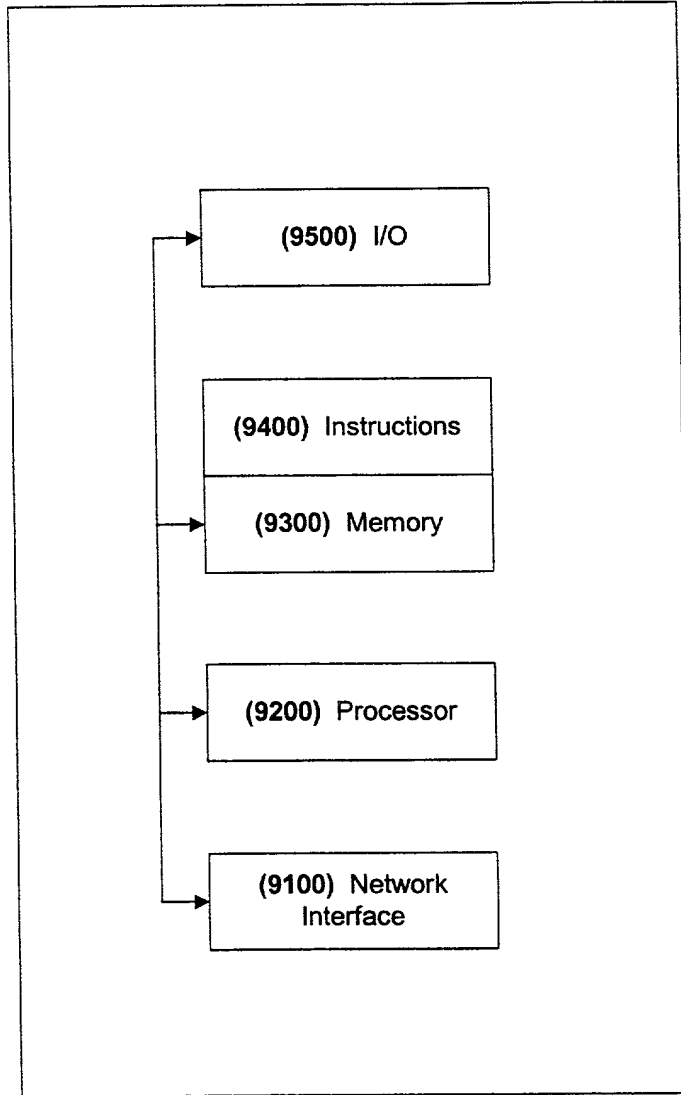 (9500) I/O
(9400) Instructions
(9300) Memory
(9200) Processor
(9100) Network
Interface